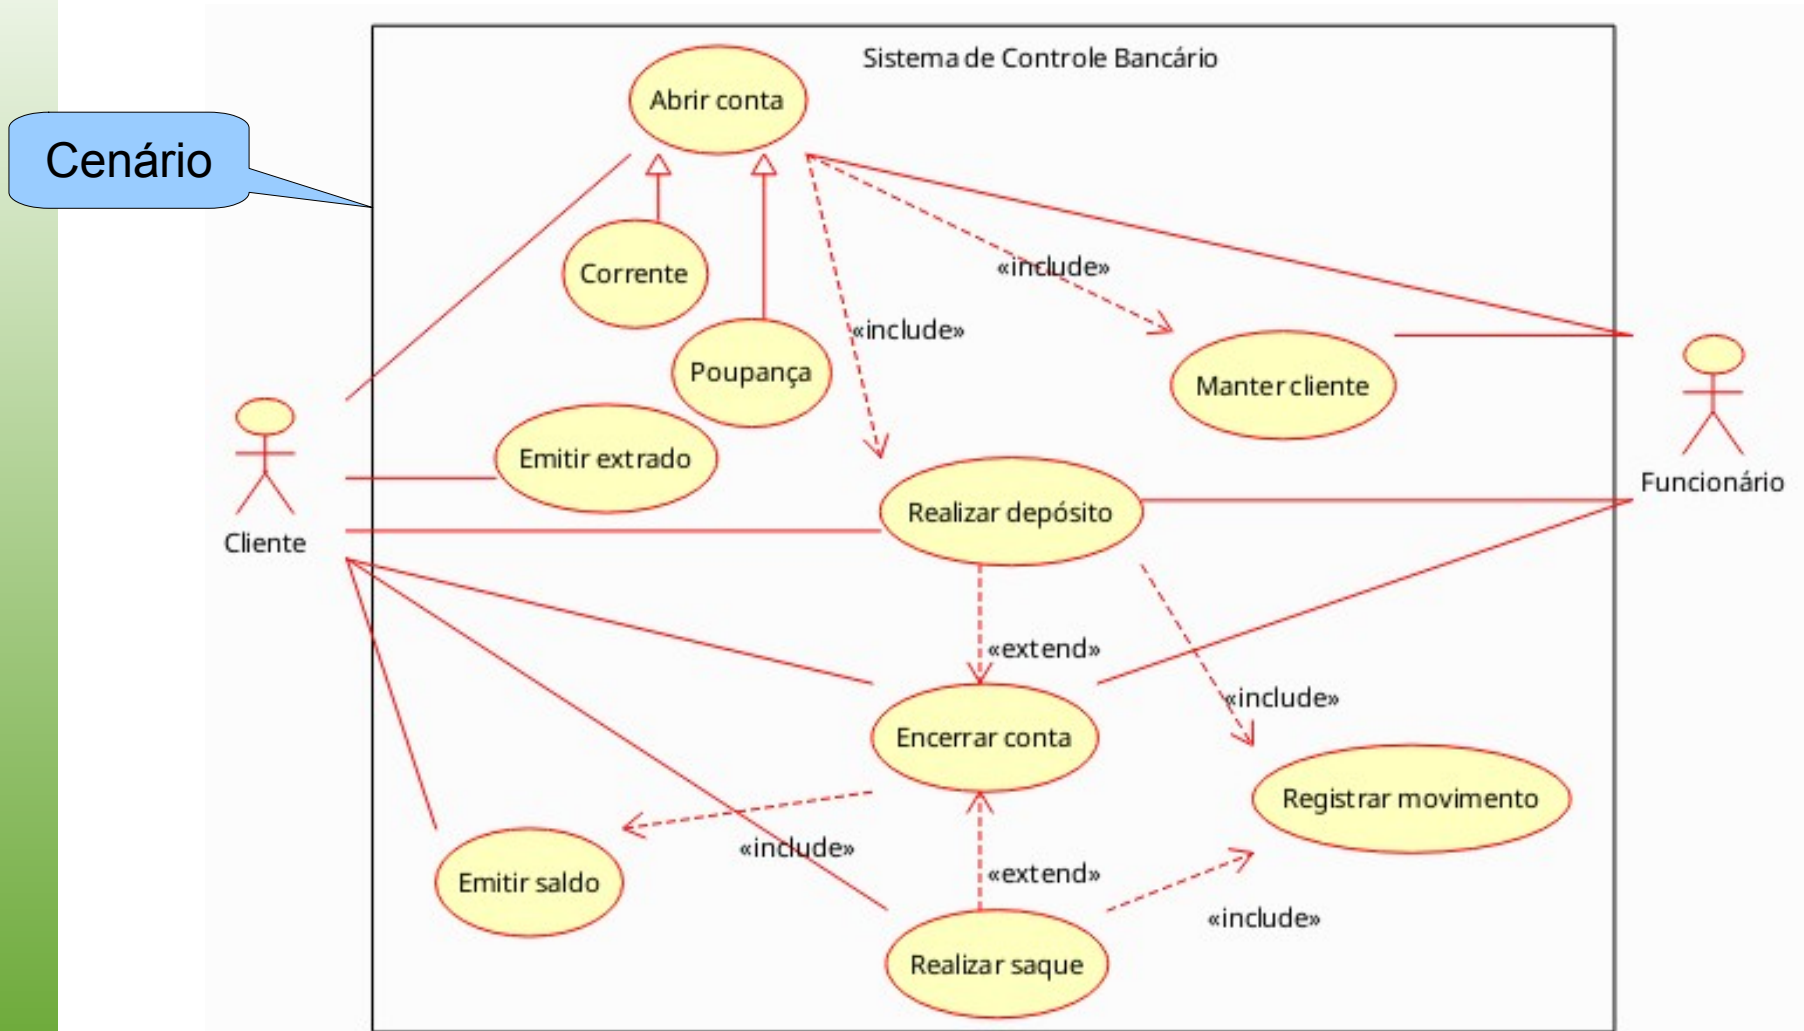 Sistema de Controle Bancário
Abrir conta
Cenário
Corrente
«include»
«include»
Poupança
Manter cliente
Emitir extrado
Funcionário
Realizar depósito
Cliente
«extend»
«include»
Encerrar conta
Registrar movimento
«include»
«extend»
Emitir saldo
«include»
Realizar saque